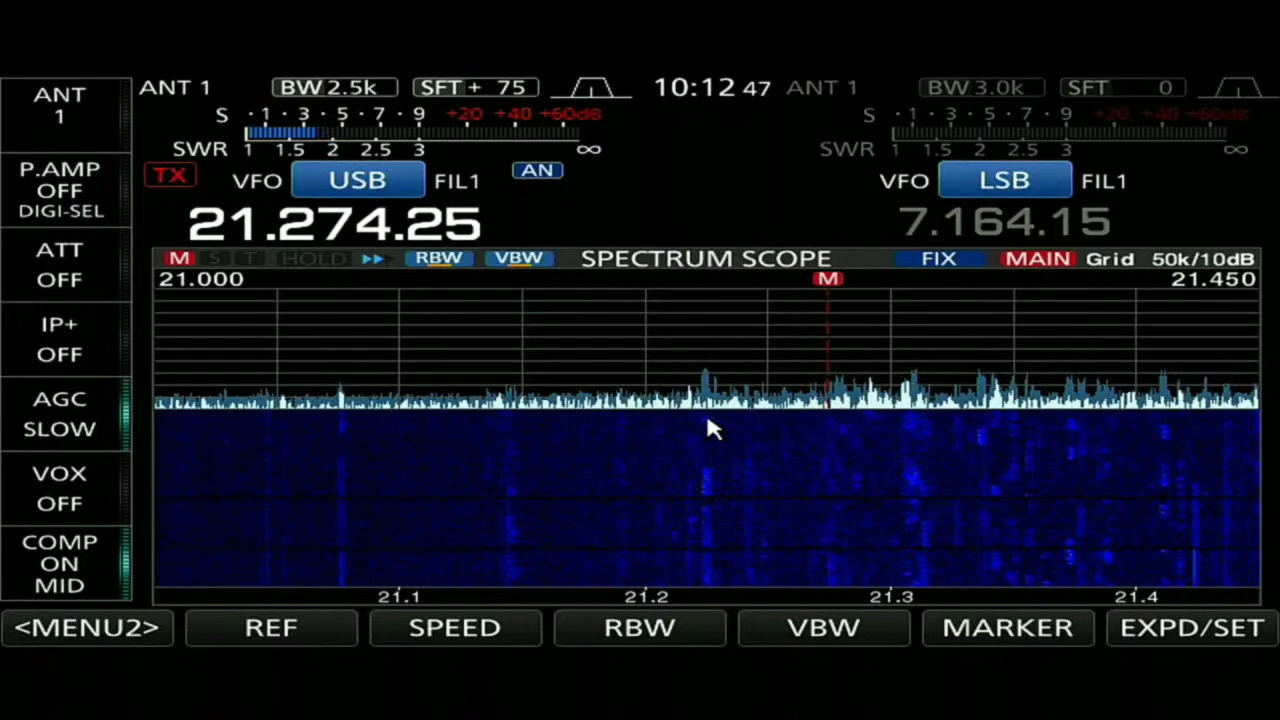 ANT
1
P.AMP
OFF
DIGI-SEL
ATT
OFF
IP+
OFF
AGC
SLOW
VOX
OFF
COMP
ON
MID
ANT 1 BW 2.5k SFT + 75 10:12 47 ANT 1 BW 3.0k SFT 0
S ·1·3·5·7·9 +20 +40 +60dB S ·1·3·5·7·9 +20 +40 +60dB
SWR 1 1.5 2 2.5 3 ∞ SWR 1 1.5 2 2.5 3 ∞
TX VFO USB FIL1 AN VFO LSB FIL1
21.274.25 7.164.15
M S T HOLD RBW VBW SPECTRUM SCOPE FIX MAIN Grid 50k/10dB
21.000 M 21.450
21.1 21.2 21.3 21.4
<MENU2> REF SPEED RBW VBW MARKER EXPD/SET